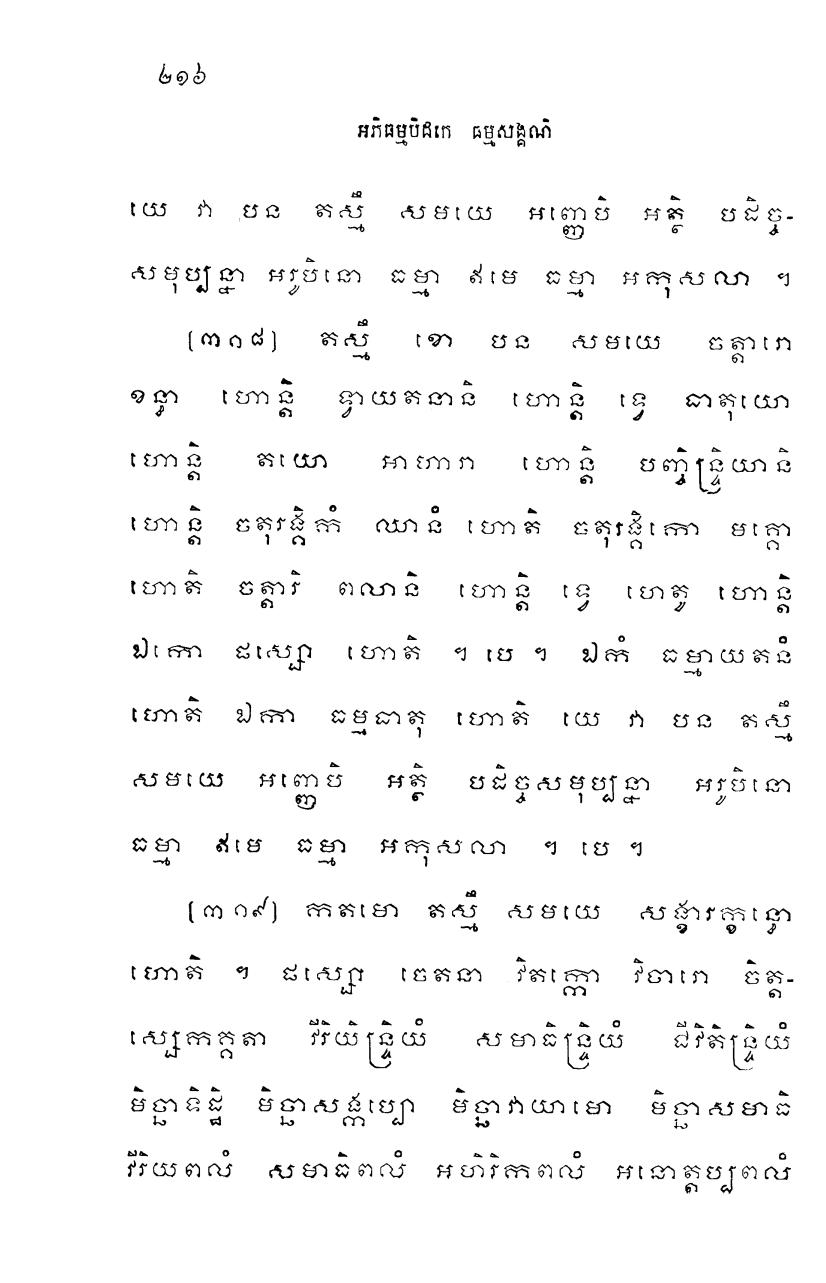 ២១៦
អភិធម្មបិដកេ ធម្មសង្គណិ
យេ វា បន តស្មឹ សមយេ អញ្ញេបិ អត្ថិ បដិច្ច-
សមុប្បន្នា អរូបិនោ ធម្មា ឥមេ ធម្មា អកុសលា ។
(៣១៨) តស្មឹ ខោ បន សមយេ ចត្តារោ
ខន្ធា ហោន្តិ ទ្វាយតនានិ ហោន្តិ ទ្វេ ធាតុយោ
ហោន្តិ តយោ អាហារា ហោន្តិ បញ្ចិន្ទ្រិយានិ
ហោន្តិ ចតុរង្គិកំ ឈានំ ហោតិ ចតុរង្គិកោ មគ្គោ
ហោតិ ចត្តារិ ពលានិ ហោន្តិ ទ្វេ ហេតូ ហោន្តិ
ឯកោ ផស្សោ ហោតិ ។ បេ ។ ឯកំ ធម្មាយតនំ
ហោតិ ឯកា ធម្មធាតុ ហោតិ យេ វា បន តស្មឹ
សមយេ អញ្ញេបិ អត្ថិ បដិច្ចសមុប្បន្នា អរូបិនោ
ធម្មា ឥមេ ធម្មា អកុសលា ។ បេ ។
(៣១៩) កតមោ តស្មឹ សមយេ សង្ខារក្ខន្ធោ
ហោតិ ។ ផស្សោ ចេតនា វិតក្កោ វិចារោ ចិត្ត-
ស្សេកគ្គតា វីរិយិន្ទ្រិយំ សមាធិន្ទ្រិយំ ជីវិតិន្ទ្រិយំ
មិច្ឆាទិដ្ឋិ មិច្ឆាសង្កប្បោ មិច្ឆាវាយាមោ មិច្ឆាសមាធិ
វីរិយពលំ សមាធិពលំ អហិរិកពលំ អនោត្តប្បពលំ